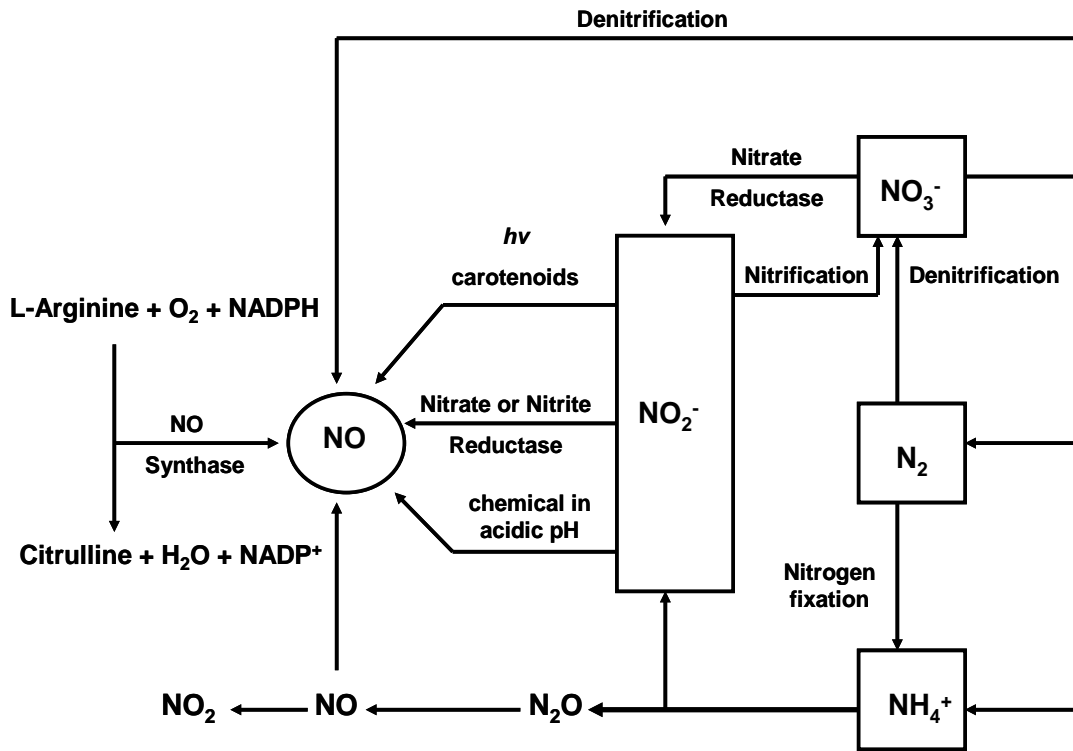 Denitrification
Nitrate
Reductase
NO₃⁻
hv
carotenoids
Nitrification
Denitrification
L-Arginine + O₂ + NADPH
Nitrate or Nitrite
Reductase
NO₂⁻
NO
NO
Synthase
N₂
chemical in
acidic pH
Citrulline + H₂O + NADP⁺
Nitrogen
fixation
NO₂
NO
N₂O
NH₄⁺